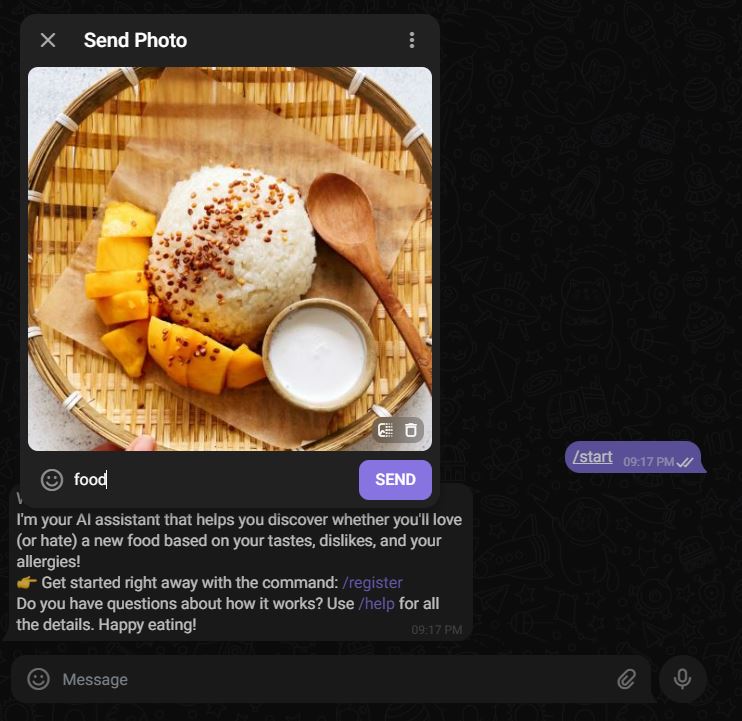 Send Photo
food
SEND
/start
09:17 PM
I'm your AI assistant that helps you discover whether you'll love
(or hate) a new food based on your tastes, dislikes, and your
allergies!
👉 Get started right away with the command: /register
Do you have questions about how it works? Use /help for all
the details. Happy eating!
09:17 PM
Message